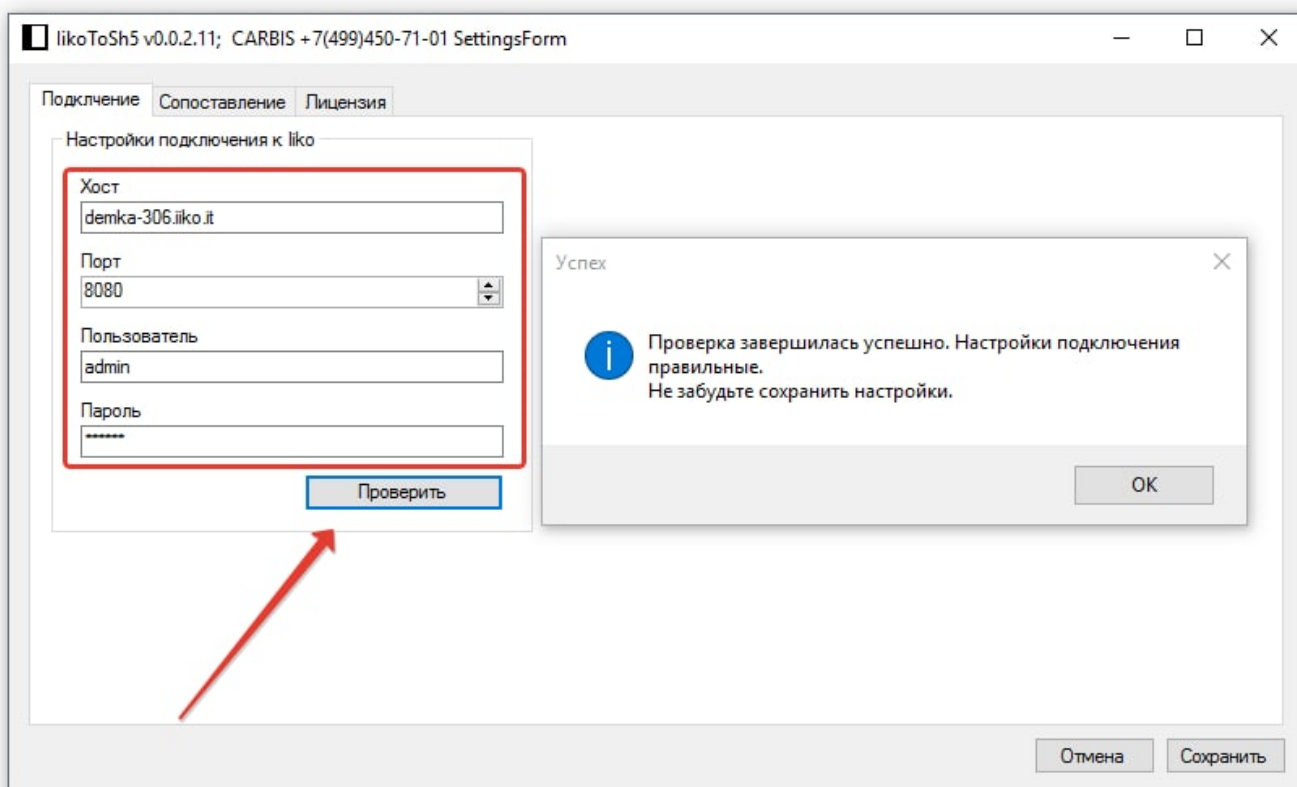 IikoToSh5 v0.0.2.11; CARBIS +7(499)450-71-01 SettingsForm
Подклчение Сопоставление Лицензия
Настройки подключения к Iiko
Хост
demka-306.iiko.it
Порт
8080
Пользователь
admin
Пароль
******
Проверить
Успех
Проверка завершилась успешно. Настройки подключения
правильные.
Не забудьте сохранить настройки.
OK
Отмена Сохранить